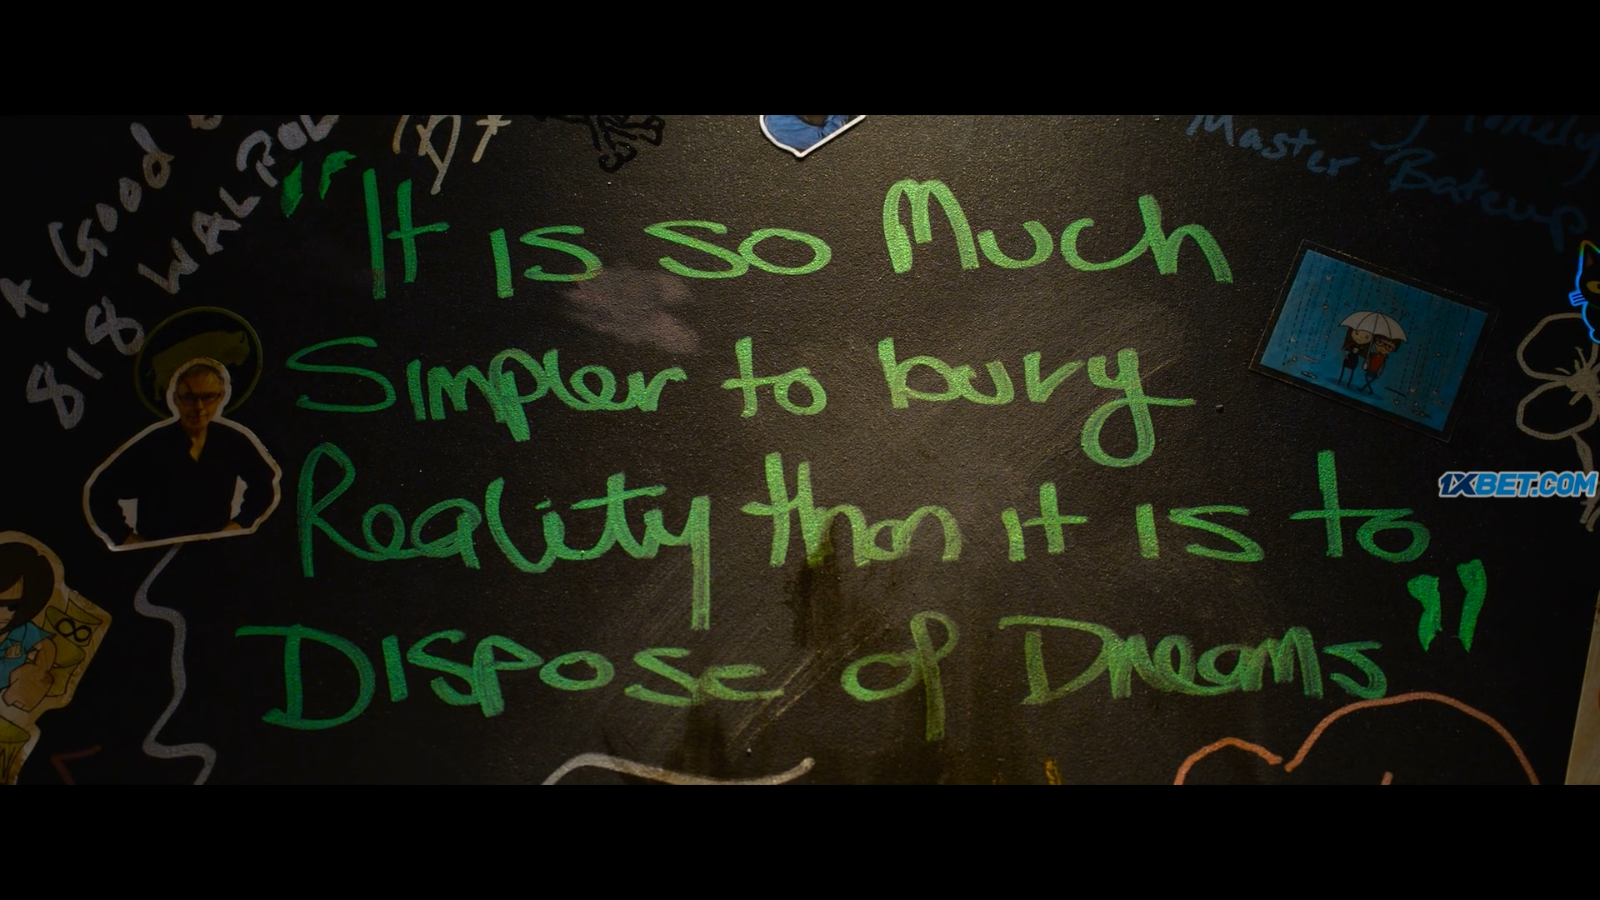 A Good
818 WALPOL
"It is so Much
Simpler to bury
Reality than it is to
Dispose of Dreams"
lonely
Master Bateup
1XBET.COM